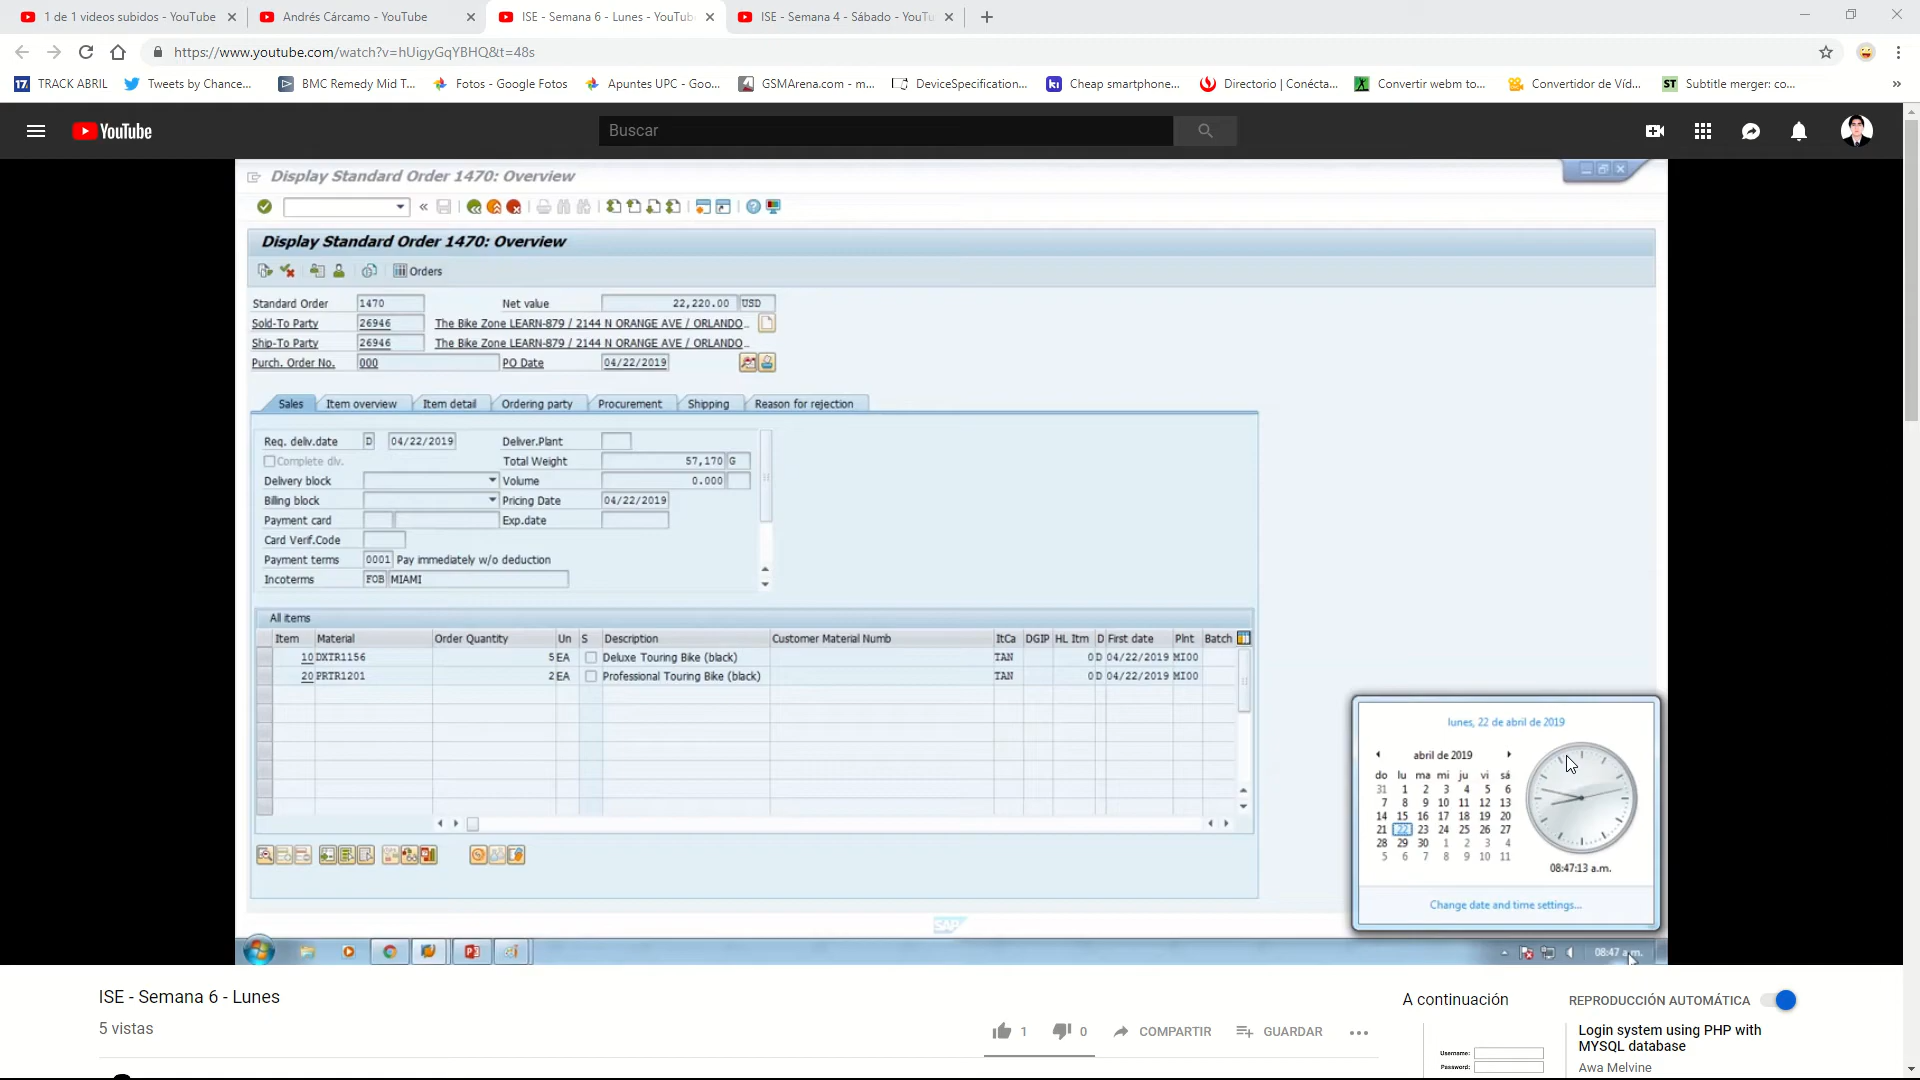 1 de 1 videos subidos - YouTube
Andrés Cárcamo - YouTube
ISE - Semana 6 - Lunes - YouTub
ISE - Semana 4 - Sábado - YouTu
https://www.youtube.com/watch?v=hUigyGqYBHQ&t=48s
17 TRACK ABRIL
Tweets by Chance...
BMC Remedy Mid T...
Fotos - Google Fotos
Apuntes UPC - Goo...
GSMArena.com - m...
DeviceSpecification...
Cheap smartphone...
Directorio | Conécta...
Convertir webm to...
Convertidor de Víd...
ST Subtitle merger: co...
YouTube
Buscar
Display Standard Order 1470: Overview
Display Standard Order 1470: Overview
Orders
Standard Order 1470 Net value 22,220.00 USD
Sold-To Party 26946 The Bike Zone LEARN-879 / 2144 N ORANGE AVE / ORLANDO...
Ship-To Party 26946 The Bike Zone LEARN-879 / 2144 N ORANGE AVE / ORLANDO...
Purch. Order No. 000 PO Date 04/22/2019
Sales Item overview Item detail Ordering party Procurement Shipping Reason for rejection
Req. deliv.date D 04/22/2019 Deliver.Plant
Complete dlv. Total Weight 57,170 G
Delivery block Volume 0.000
Billing block Pricing Date 04/22/2019
Payment card Exp.date
Card Verif.Code
Payment terms 0001 Pay immediately w/o deduction
Incoterms FOB MIAMI
All items
Item Material Order Quantity Un S Description Customer Material Numb ItCa DGIP HL Itm D First date Plnt Batch
10 DXTR1156 5 EA Deluxe Touring Bike (black) TAN 0 D 04/22/2019 MI00
20 PRTR1201 2 EA Professional Touring Bike (black) TAN 0 D 04/22/2019 MI00
lunes, 22 de abril de 2019
abril de 2019
do lu ma mi ju vi sá
31 1 2 3 4 5 6
7 8 9 10 11 12 13
14 15 16 17 18 19 20
21 22 23 24 25 26 27
28 29 30 1 2 3 4
5 6 7 8 9 10 11
08:47:13 a.m.
Change date and time settings...
SAP
08:47 a.m.
ISE - Semana 6 - Lunes
5 vistas
1
0
COMPARTIR
GUARDAR
A continuación
REPRODUCCIÓN AUTOMÁTICA
Login system using PHP with
MYSQL database
Awa Melvine
Username:
Password: